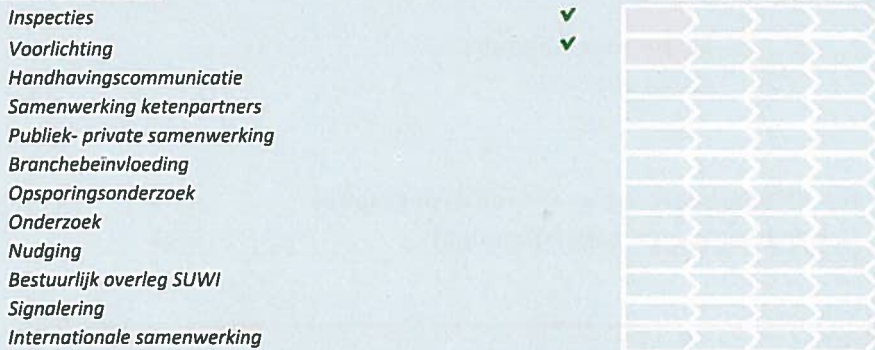 Inspecties ✓
Voorlichting ✓
Handhavingscommunicatie
Samenwerking ketenpartners
Publiek- private samenwerking
Branchebeïnvloeding
Opsporingsonderzoek
Onderzoek
Nudging
Bestuurlijk overleg SUWI
Signalering
Internationale samenwerking